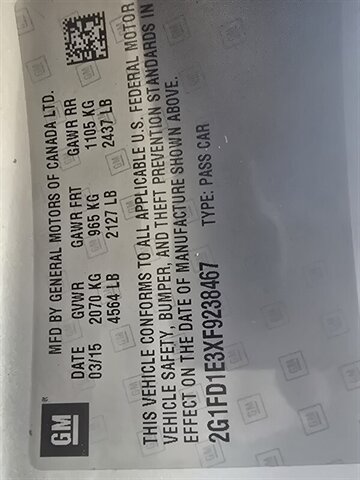 GM
MFD BY GENERAL MOTORS OF CANADA LTD.
DATE GVWR GAWR FRT GAWR RR
03/15 2070 KG 965 KG 1105 KG
4564 LB 2127 LB 2437 LB
THIS VEHICLE CONFORMS TO ALL APPLICABLE U.S. FEDERAL MOTOR
VEHICLE SAFETY, BUMPER, AND THEFT PREVENTION STANDARDS IN
EFFECT ON THE DATE OF MANUFACTURE SHOWN ABOVE.
2G1FD1E3XF9238467 TYPE: PASS CAR